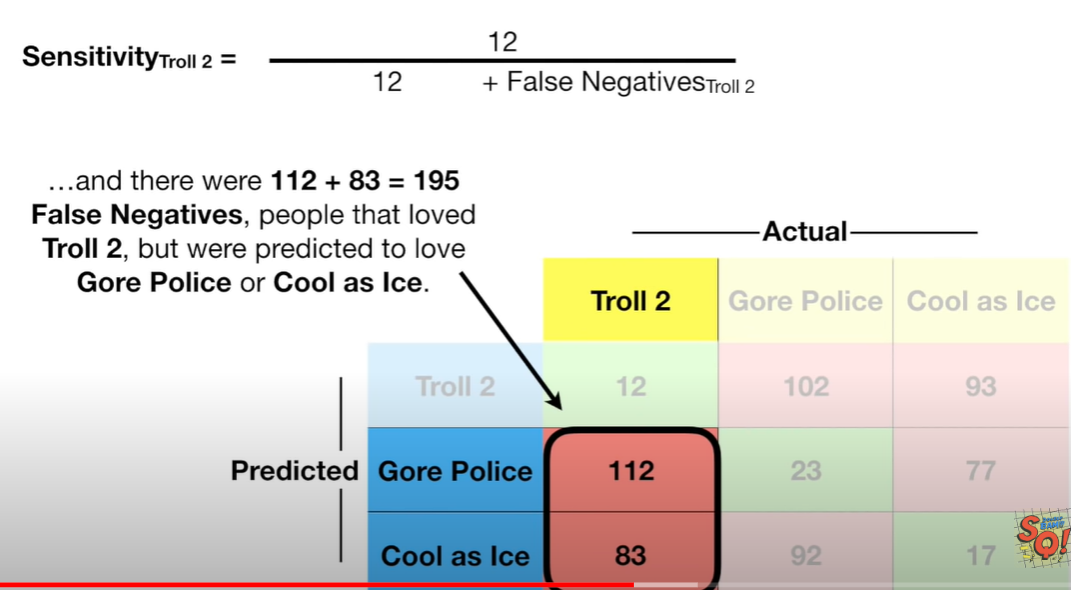 12
Sensitivity Troll 2 =
12 + False Negatives Troll 2
…and there were 112 + 83 = 195
False Negatives, people that loved
Troll 2, but were predicted to love
Gore Police or Cool as Ice.
Actual
Troll 2 Gore Police Cool as Ice
Troll 2 12 102 93
Predicted Gore Police 112 23 77
Cool as Ice 83 92 17
SQ!